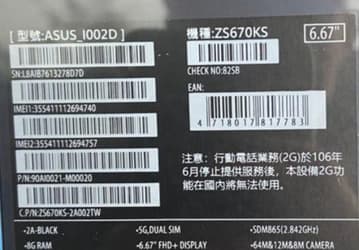 [ 型號:ASUS_I002D ]
機種:ZS670KS
6.67"
SN:L8AIB7613278D7D
CHECK NO:82SB
IMEI1:355411112694740
EAN:
4 718017 817783
IMEI2:355411112694757
P/N:90AI0021-M00020
C.P/N:ZS670KS-2A002TW
注意:行動電話業務(2G)於106年
6月停止提供服務後,本設備2G功
能在國內將無法使用。
•2A-BLACK
•5G,DUAL SIM
•SDM865(2.842GHz)
•8G RAM
•6.67" FHD+ DISPLAY
•64M&12M&8M CAMERA